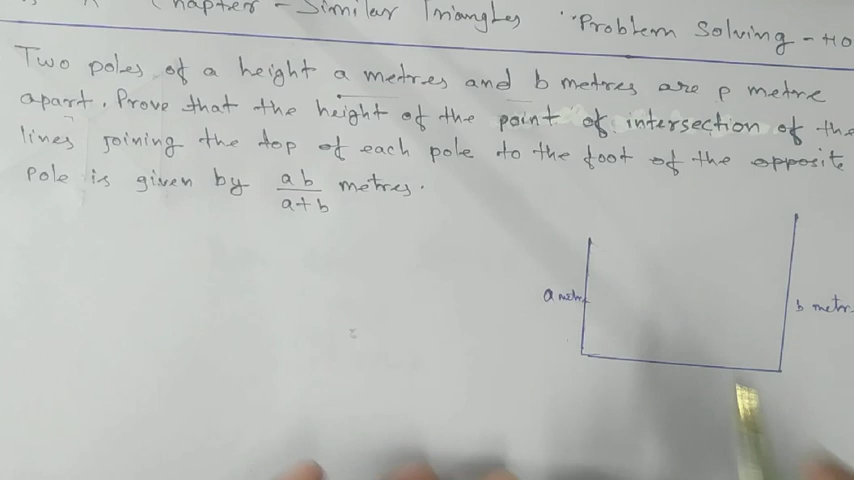 Chapter - Similar Triangles "Problem Solving - HO
Two poles of a height a metres and b metres are p metre
apart. Prove that the height of the point of intersection of the
lines joining the top of each pole to the foot of the opposite
pole is given by ab/a+b metres.
a metr
b metr